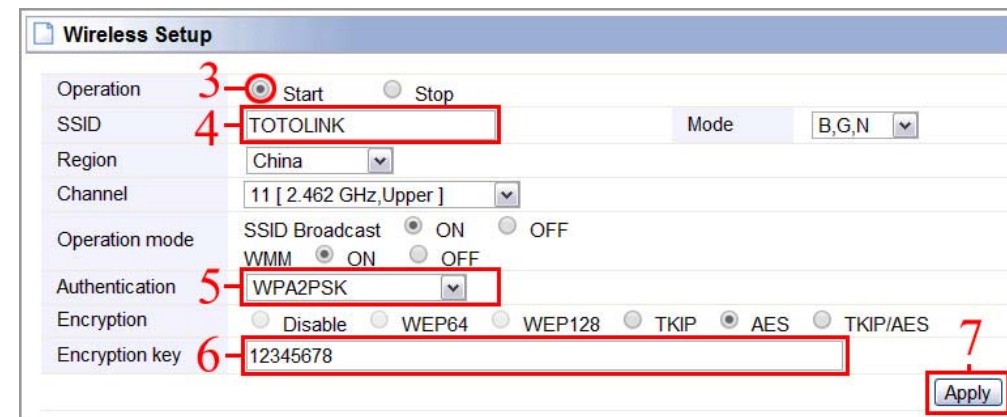 Wireless Setup
Operation 3 Start Stop
SSID 4 TOTOLINK Mode B,G,N
Region China
Channel 11 [ 2.462 GHz,Upper ]
Operation mode SSID Broadcast ON OFF
WMM ON OFF
Authentication 5 WPA2PSK
Encryption Disable WEP64 WEP128 TKIP AES TKIP/AES
Encryption key 6 12345678
7
Apply